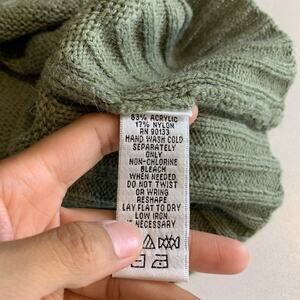 83% ACRYLIC
17% NYLON
RN 90133
HAND WASH COLD
SEPARATELY
ONLY
NON-CHLORINE
BLEACH
WHEN NEEDED
DO NOT TWIST
OR WRING
RESHAPE
LAY FLAT TO DRY
LOW IRON
NECESSARY